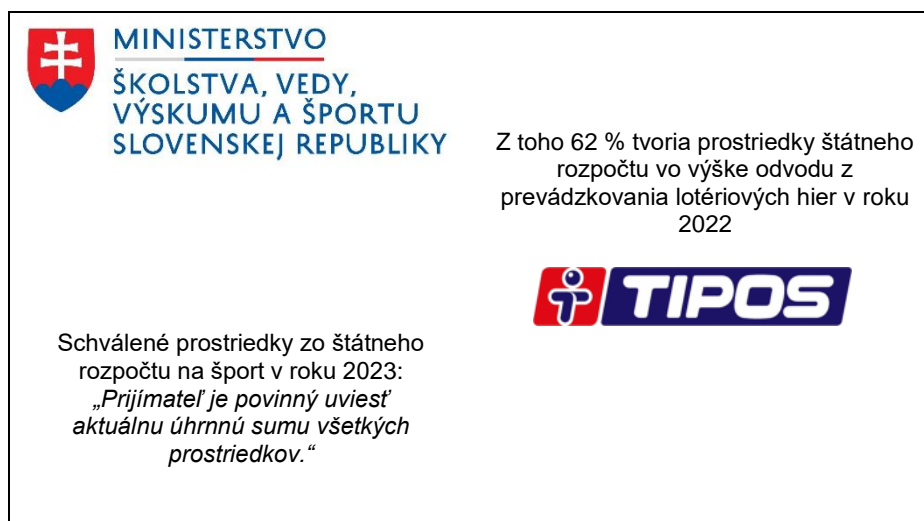 MINISTERSTVO
ŠKOLSTVA, VEDY,
VÝSKUMU A ŠPORTU
SLOVENSKEJ REPUBLIKY
Z toho 62 % tvoria prostriedky štátneho
rozpočtu vo výške odvodu z
prevádzkovania lotériových hier v roku
2022
TIPOS
Schválené prostriedky zo štátneho
rozpočtu na šport v roku 2023:
„Prijímateľ je povinný uviesť
aktuálnu úhrnnú sumu všetkých
prostriedkov.“